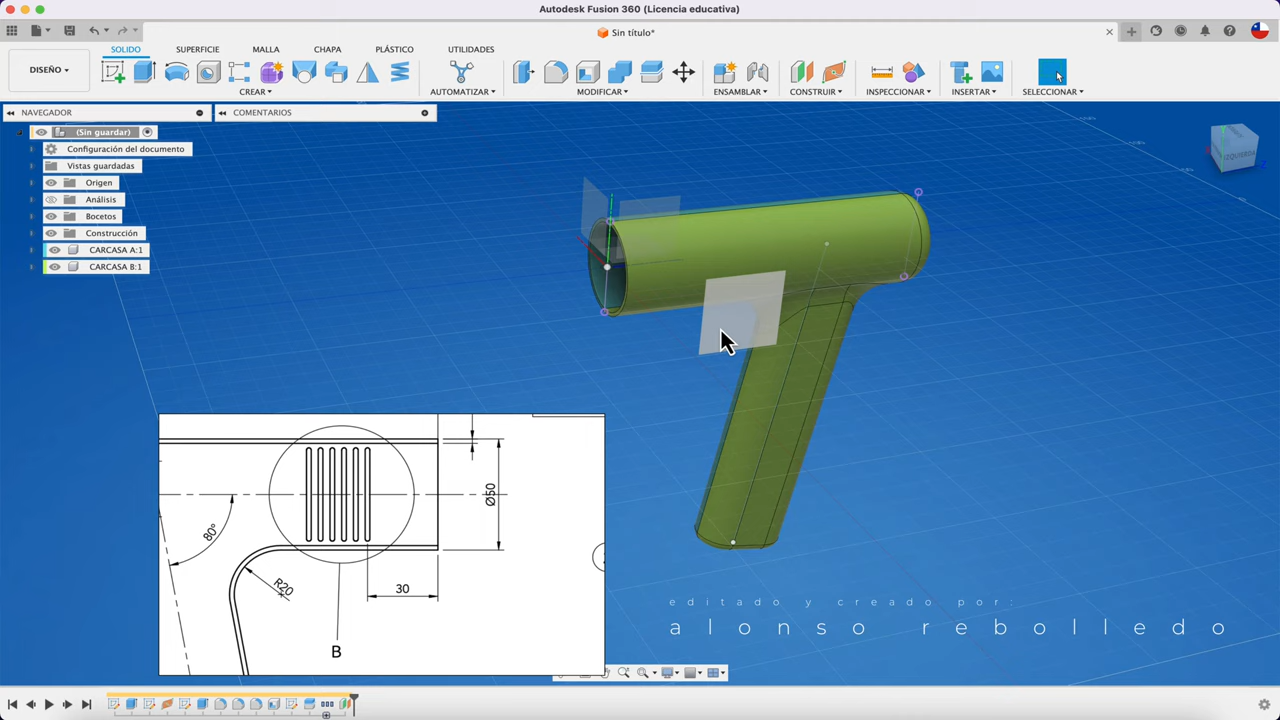 Autodesk Fusion 360 (Licencia educativa)
Sin título*
DISEÑO
SOLIDO
SUPERFICIE
MALLA
CHAPA
PLÁSTICO
UTILIDADES
CREAR
AUTOMATIZAR
MODIFICAR
ENSAMBLAR
CONSTRUIR
INSPECCIONAR
INSERTAR
SELECCIONAR
NAVEGADOR
COMENTARIOS
(Sin guardar)
Configuración del documento
Vistas guardadas
Origen
Análisis
Bocetos
Construcción
CARCASA A:1
CARCASA B:1
IZQUIERDA
80°
R20
Ø50
30
B
editado y creado por:
alonso rebolledo